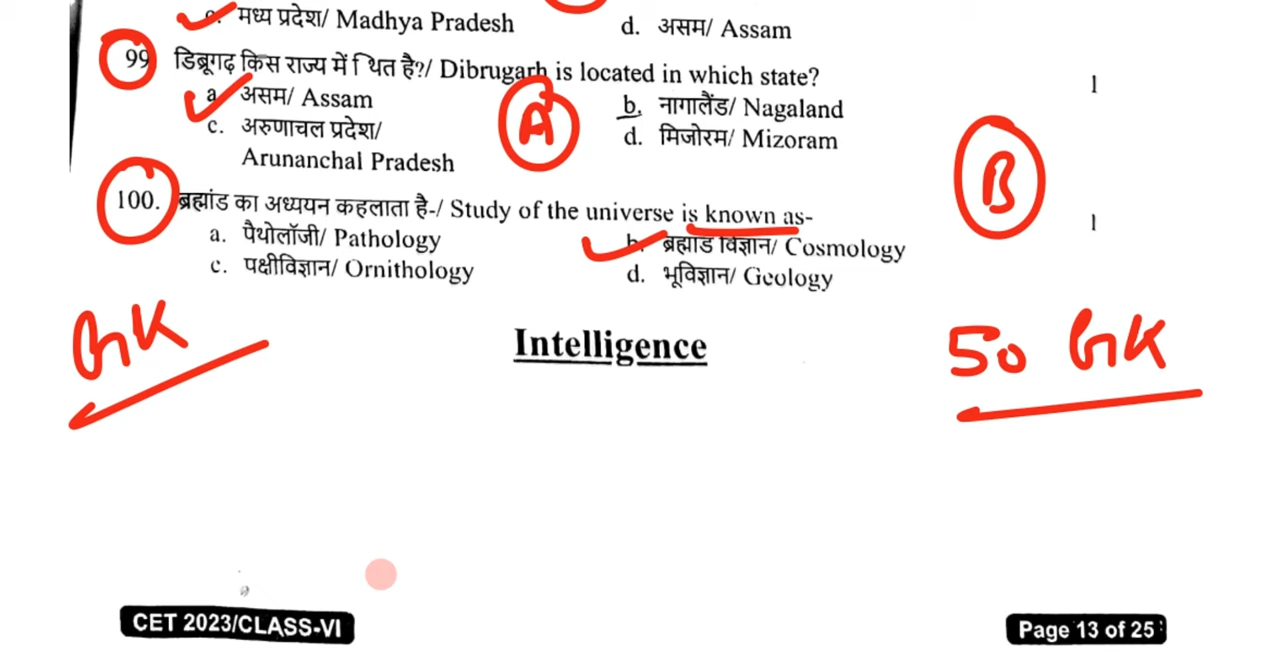 c. मध्य प्रदेश/ Madhya Pradesh d. असम/ Assam
99 डिब्रूगढ़ किस राज्य में थित है?/ Dibrugarh is located in which state? 1
a. असम/ Assam b. नागालैंड/ Nagaland
c. अरुणाचल प्रदेश/ d. मिजोरम/ Mizoram
Arunanchal Pradesh
A
B
100. ब्रह्मांड का अध्ययन कहलाता है-/ Study of the universe is known as- 1
a. पैथोलॉजी/ Pathology b. ब्रह्मांड विज्ञान/ Cosmology
c. पक्षीविज्ञान/ Ornithology d. भूविज्ञान/ Geology
GK
Intelligence
50 GK
CET 2023/CLASS-VI
Page 13 of 25